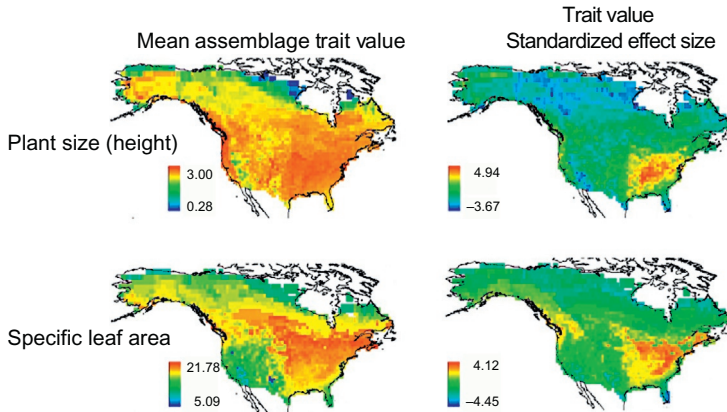 Mean assemblage trait value
Trait value
Standardized effect size
Plant size (height)
3.00
0.28
4.94
−3.67
Specific leaf area
21.78
5.09
4.12
−4.45